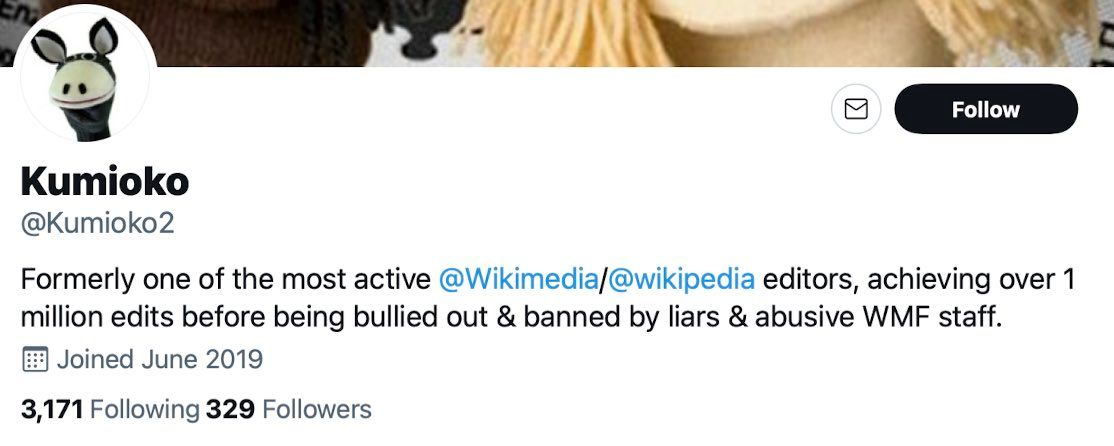 Follow
Kumioko
@Kumioko2
Formerly one of the most active @Wikimedia/@wikipedia editors, achieving over 1
million edits before being bullied out & banned by liars & abusive WMF staff.
Joined June 2019
3,171 Following 329 Followers